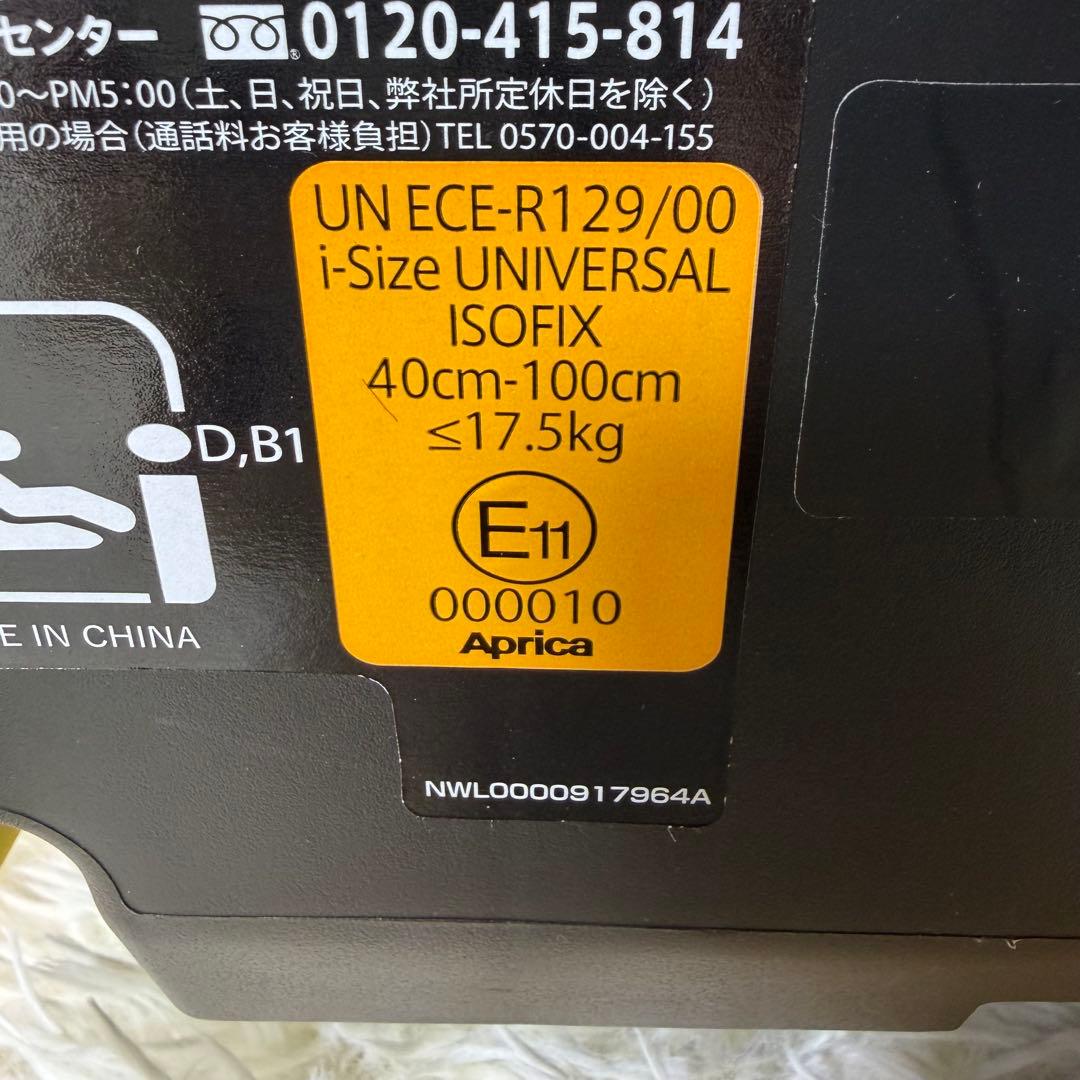 センター 0120-415-814
0〜PM5:00(土、日、祝日、弊社所定休日を除く)
用の場合(通話料お客様負担)TEL 0570-004-155
UN ECE-R129/00
i-Size UNIVERSAL
ISOFIX
40cm-100cm
≤17.5kg
D,B1
E11
000010
E IN CHINA
Aprica
NWL0000917964A